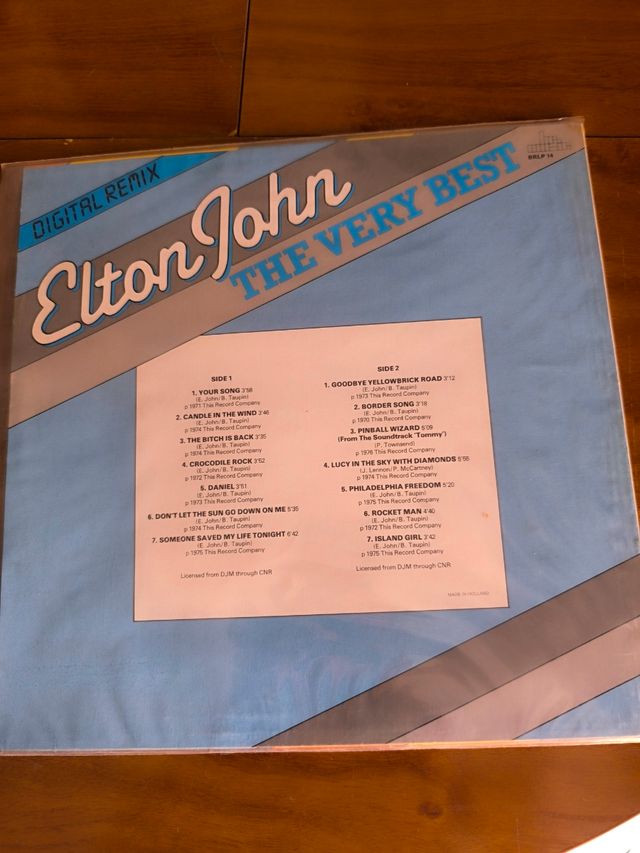 DIGITAL REMIX
Elton John
THE VERY BEST
BRLP 14
SIDE 1
1. YOUR SONG 3'58
(E. John/B. Taupin)
p 1971 This Record Company
2. CANDLE IN THE WIND 3'46
(E. John/B. Taupin)
p 1974 This Record Company
3. THE BITCH IS BACK 3'35
(E. John/B. Taupin)
p 1974 This Record Company
4. CROCODILE ROCK 3'52
(E. John/B. Taupin)
p 1972 This Record Company
5. DANIEL 3'51
(E. John/B. Taupin)
p 1973 This Record Company
6. DON'T LET THE SUN GO DOWN ON ME 5'35
(E. John/B. Taupin)
p 1974 This Record Company
7. SOMEONE SAVED MY LIFE TONIGHT 6'42
(E. John/B. Taupin)
p 1975 This Record Company
Licensed from DJM through CNR
SIDE 2
1. GOODBYE YELLOWBRICK ROAD 3'12
(E. John/B. Taupin)
p 1973 This Record Company
2. BORDER SONG 3'18
(E. John/B. Taupin)
p 1970 This Record Company
3. PINBALL WIZARD 5'09
(From The Soundtrack 'Tommy')
(P. Townsend)
p 1976 This Record Company
4. LUCY IN THE SKY WITH DIAMONDS 5'56
(J. Lennon/P. McCartney)
p 1974 This Record Company
5. PHILADELPHIA FREEDOM 5'20
(E. John/B. Taupin)
p 1975 This Record Company
6. ROCKET MAN 4'40
(E. John/B. Taupin)
p 1972 This Record Company
7. ISLAND GIRL 3'42
(E. John/B. Taupin)
p 1975 This Record Company
Licensed from DJM through CNR
MADE IN HOLLAND